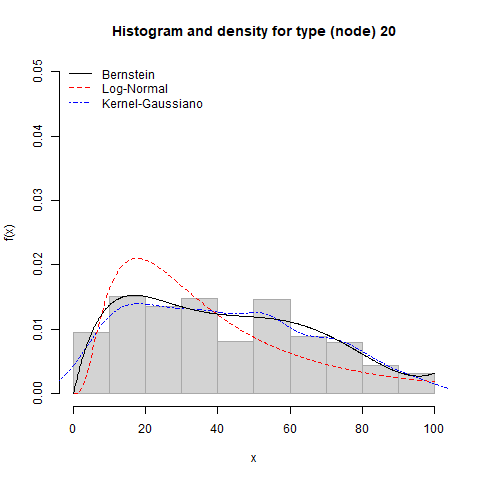 Histogram and density for type (node) 20
Bernstein
Log-Normal
Kernel-Gaussiano
0.05
0.04
0.03
0.02
0.01
0.00
f(x)
0 20 40 60 80 100
x